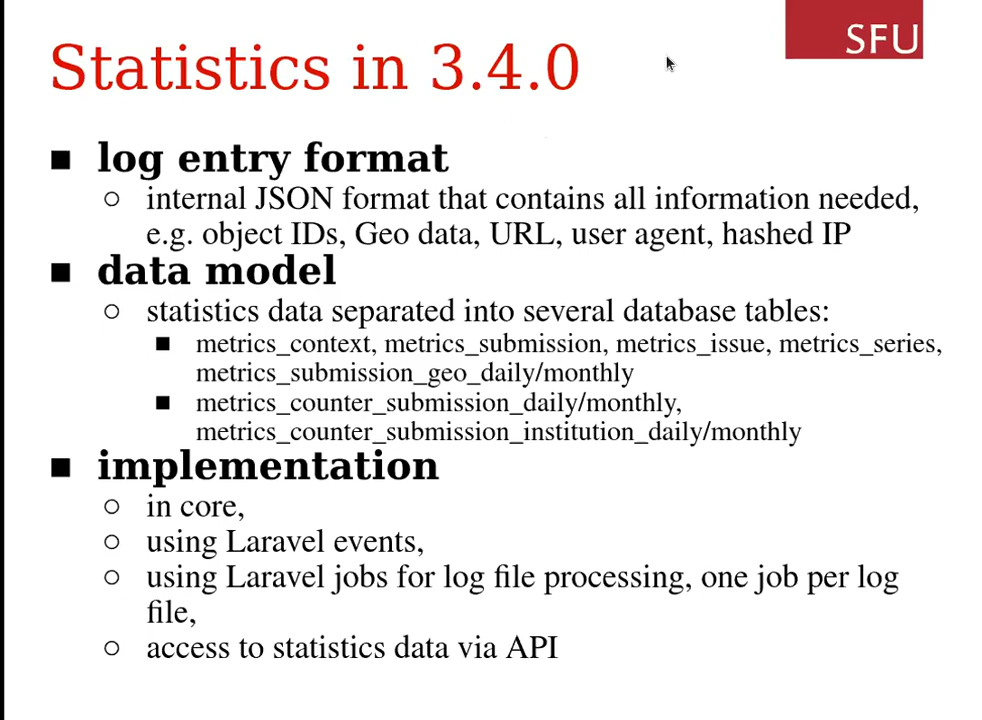 SFU
Statistics in 3.4.0
■ log entry format
○ internal JSON format that contains all information needed,
e.g. object IDs, Geo data, URL, user agent, hashed IP
■ data model
○ statistics data separated into several database tables:
■ metrics_context, metrics_submission, metrics_issue, metrics_series,
metrics_submission_geo_daily/monthly
■ metrics_counter_submission_daily/monthly,
metrics_counter_submission_institution_daily/monthly
■ implementation
○ in core,
○ using Laravel events,
○ using Laravel jobs for log file processing, one job per log
file,
○ access to statistics data via API